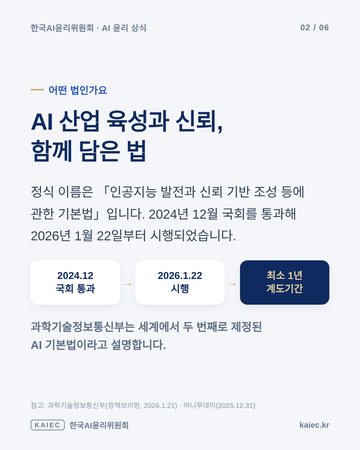 한국AI윤리위원회 · AI 윤리 상식
02 / 06
어떤 법인가요
AI 산업 육성과 신뢰,
함께 담은 법
정식 이름은 「인공지능 발전과 신뢰 기반 조성 등에
관한 기본법」입니다. 2024년 12월 국회를 통과해
2026년 1월 22일부터 시행되었습니다.
2024.12
국회 통과
→
2026.1.22
시행
→
최소 1년
계도기간
과학기술정보통신부는 세계에서 두 번째로 제정된
AI 기본법이라고 설명합니다.
참고: 과학기술정보통신부(정책브리핑, 2026.1.21) · 머니투데이(2025.12.31)
KAIEC 한국AI윤리위원회
kaiec.kr